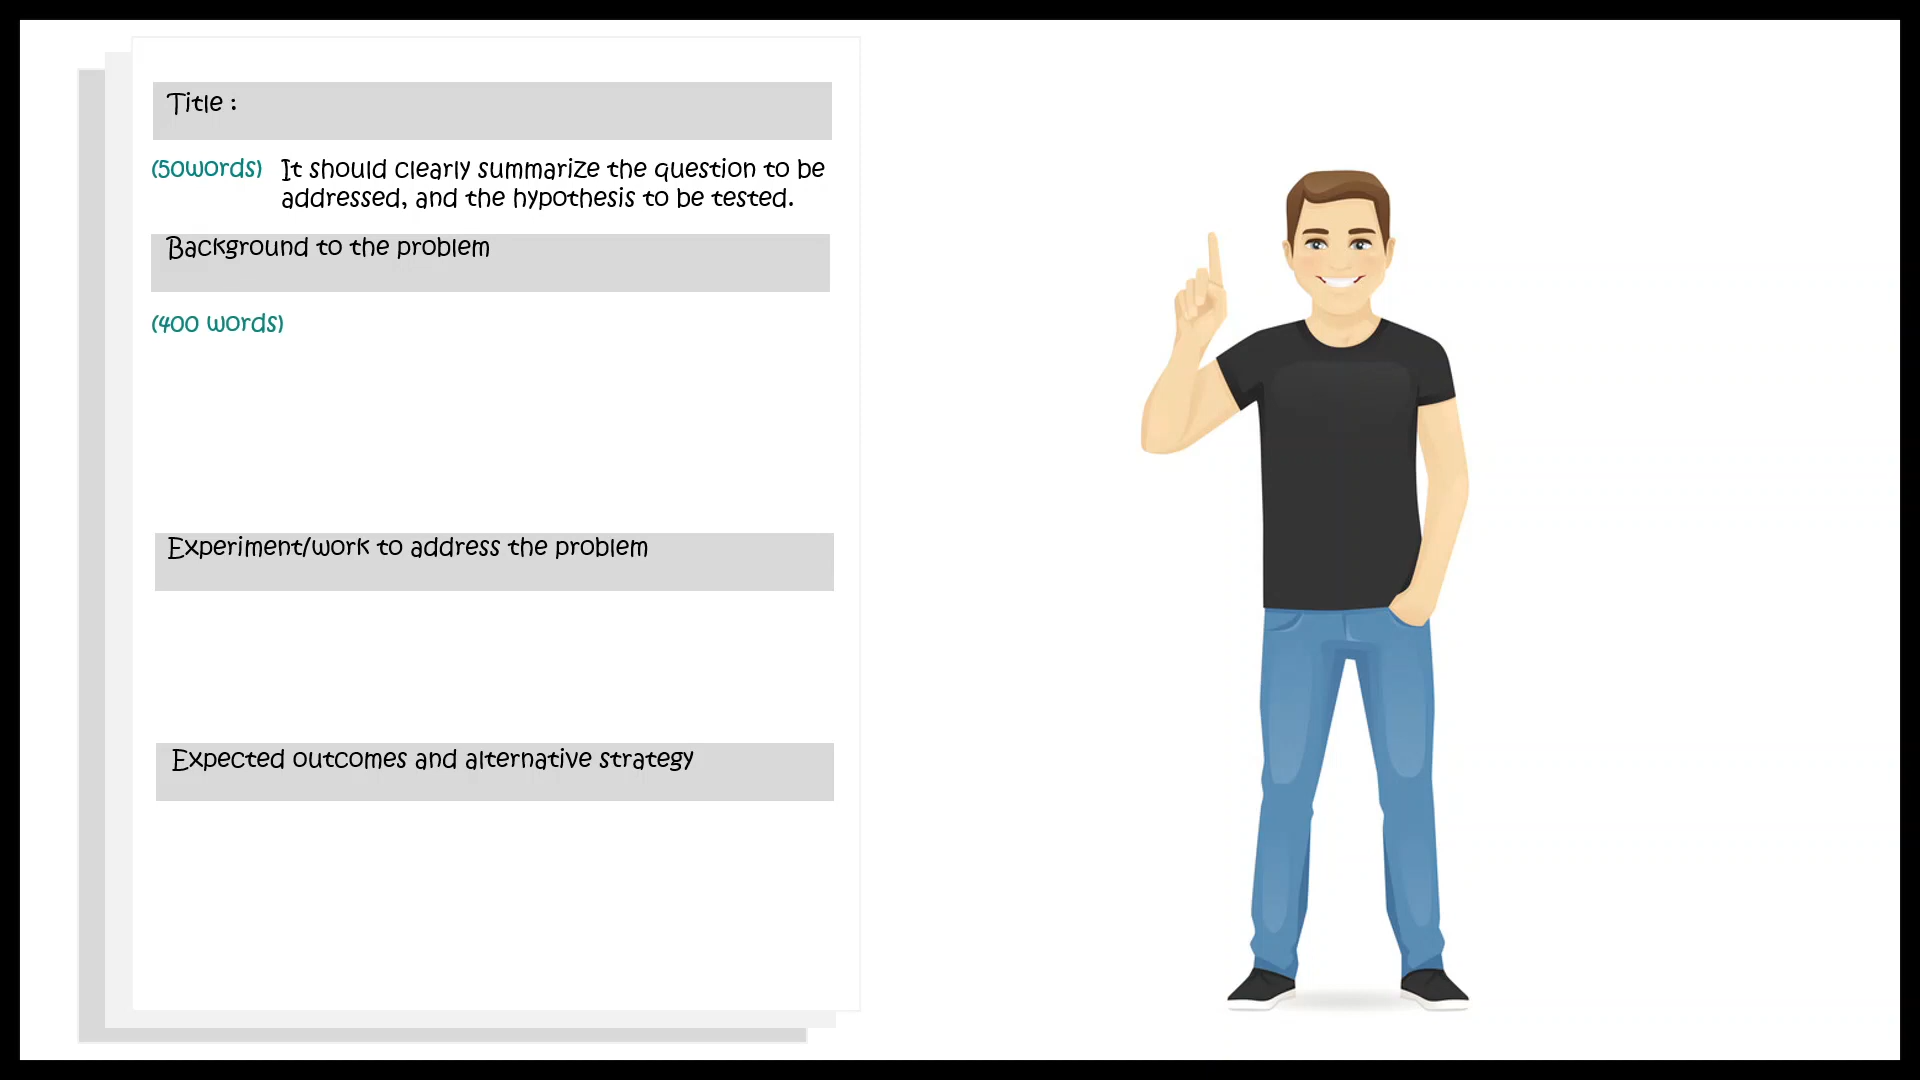 Title :
(50words) It should clearly summarize the question to be
addressed, and the hypothesis to be tested.
Background to the problem
(400 words)
Experiment/work to address the problem
Expected outcomes and alternative strategy